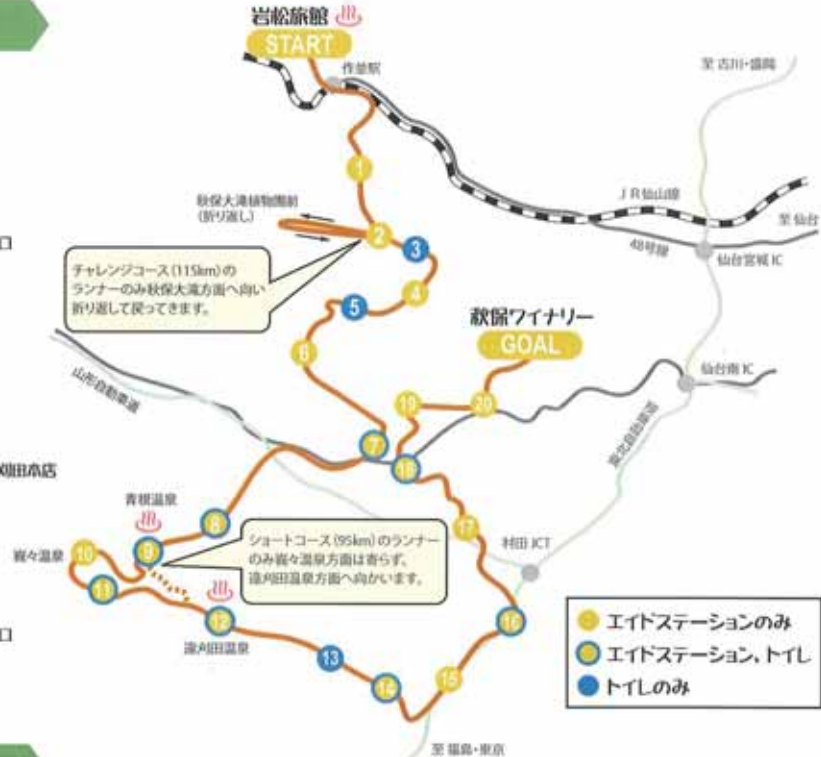 岩松旅館
START
作並駅
至 古川・盛岡
1
JR仙山線
秋保大滝植物園前
(折り返し)
至 仙台
2
3
48号線
仙台宮城 IC
口
チャレンジコース(115km)の
ランナーのみ秋保大滝方面へ向い
折り返して戻ってきます。
4
5
秋保ワイナリー
GOAL
6
仙台南 IC
山形自動車道
19
20
東北自動車道
7
18
刈田本店
青根温泉
8
17
ショートコース(95km)のランナー
のみ峩々温泉方面は寄らず、
遠刈田温泉方面へ向かいます。
村田 JCT
峩々温泉
10
9
11
12
16
遠刈田温泉
エイドステーションのみ
口
エイドステーション、トイレ
13
14
15
トイレのみ
至 福島・東京